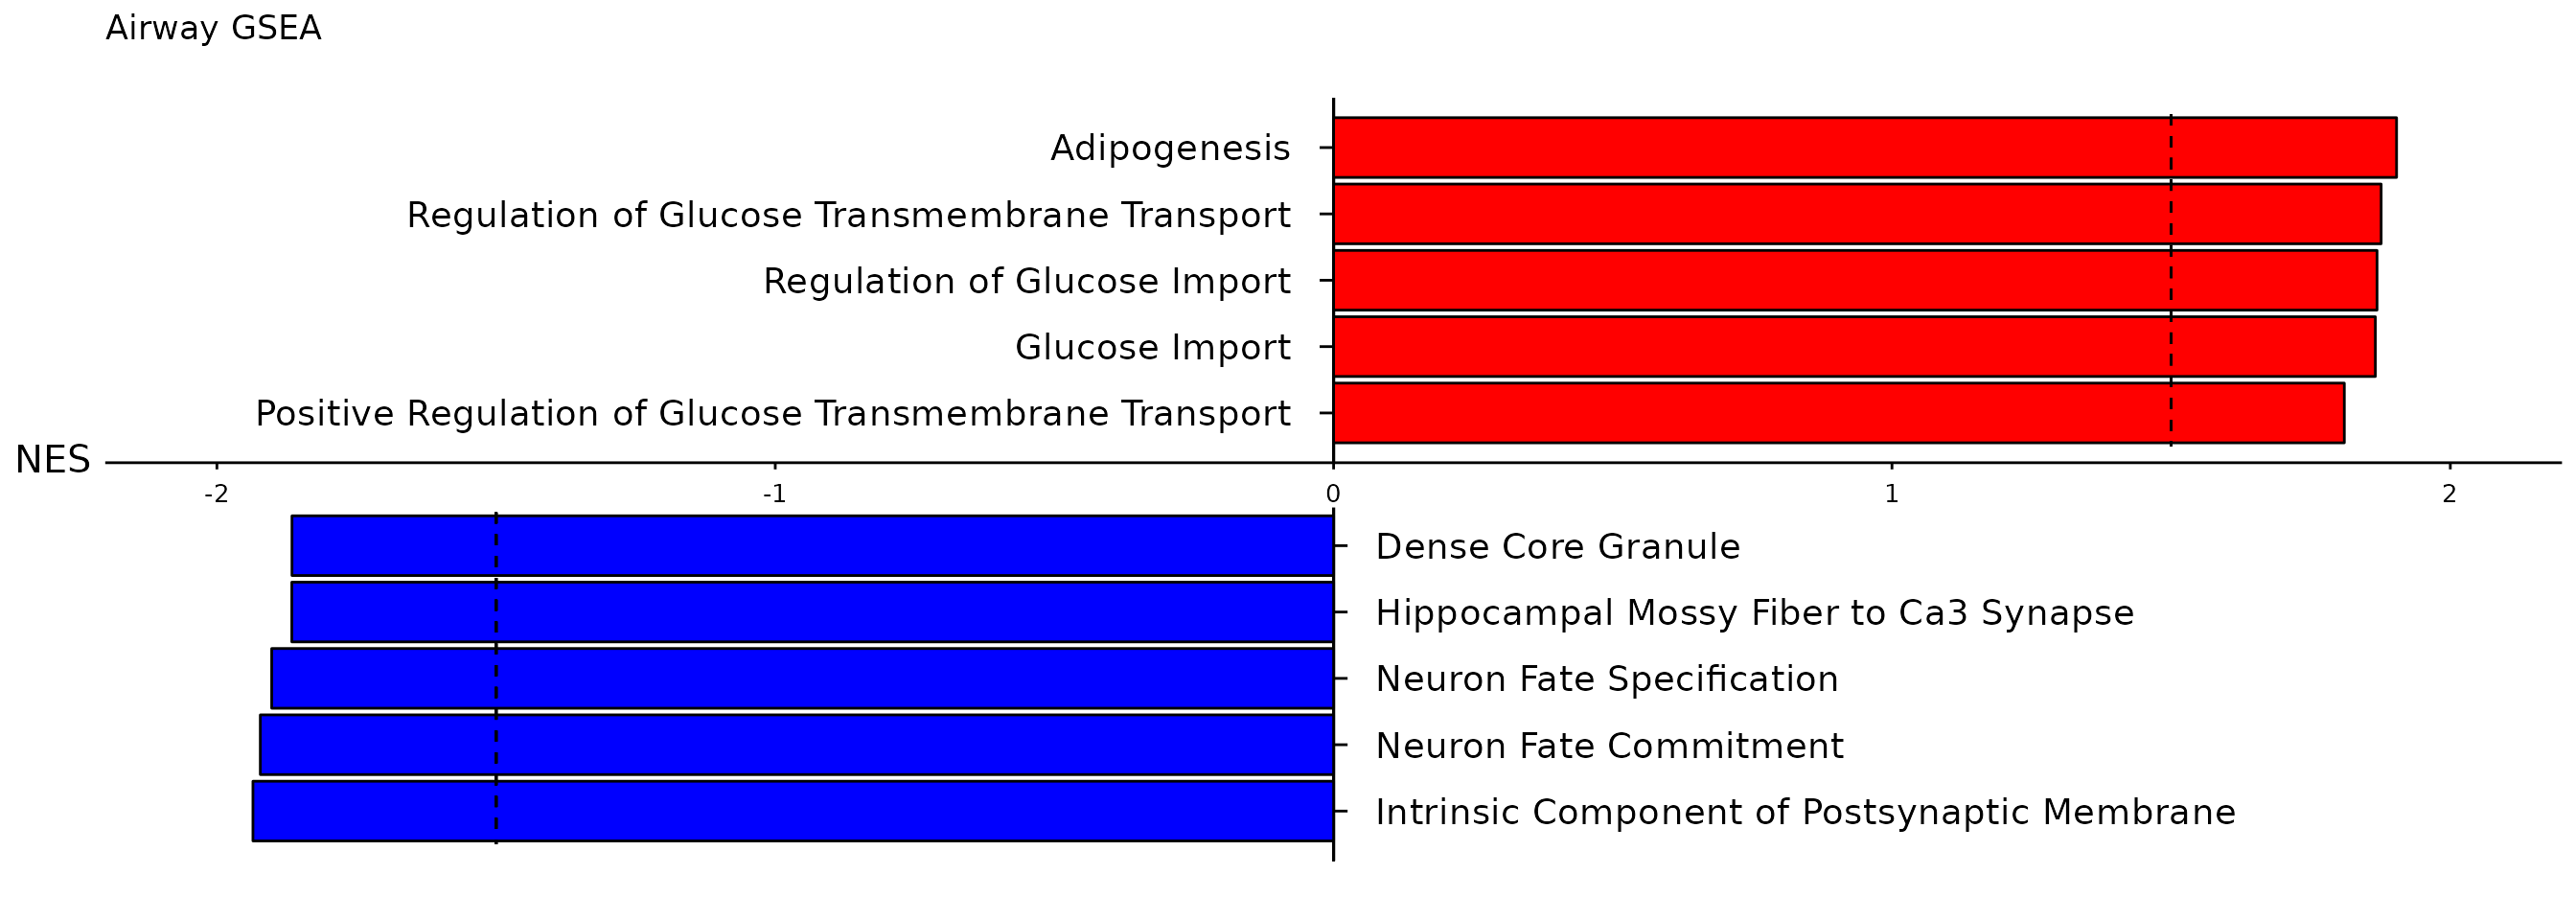 Airway GSEA
Adipogenesis
Regulation of Glucose Transmembrane Transport
Regulation of Glucose Import
Glucose Import
Positive Regulation of Glucose Transmembrane Transport
NES
-2 -1 0 1 2
Dense Core Granule
Hippocampal Mossy Fiber to Ca3 Synapse
Neuron Fate Specification
Neuron Fate Commitment
Intrinsic Component of Postsynaptic Membrane